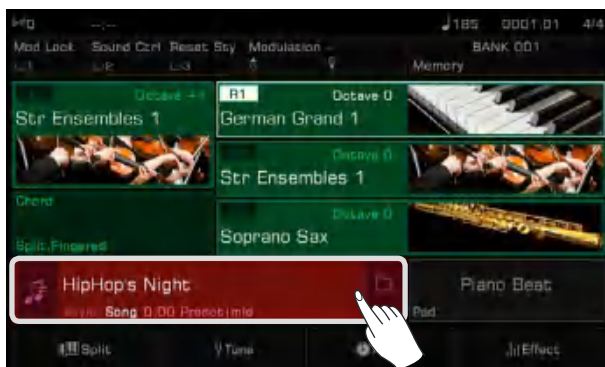 ♩185 0001.01 4/4
Mod Lock Sound Ctrl Reset Sty Modulation -
BANK 001
Memory
Octave +1
Str Ensembles 1
R1 Octave 0
German Grand 1
Octave 0
Str Ensembles 1
Chord
Split,Fingered
Octave 0
Soprano Sax
HipHop's Night
Song 0.00
Piano Beat
Pad
Split
Tune
Effect